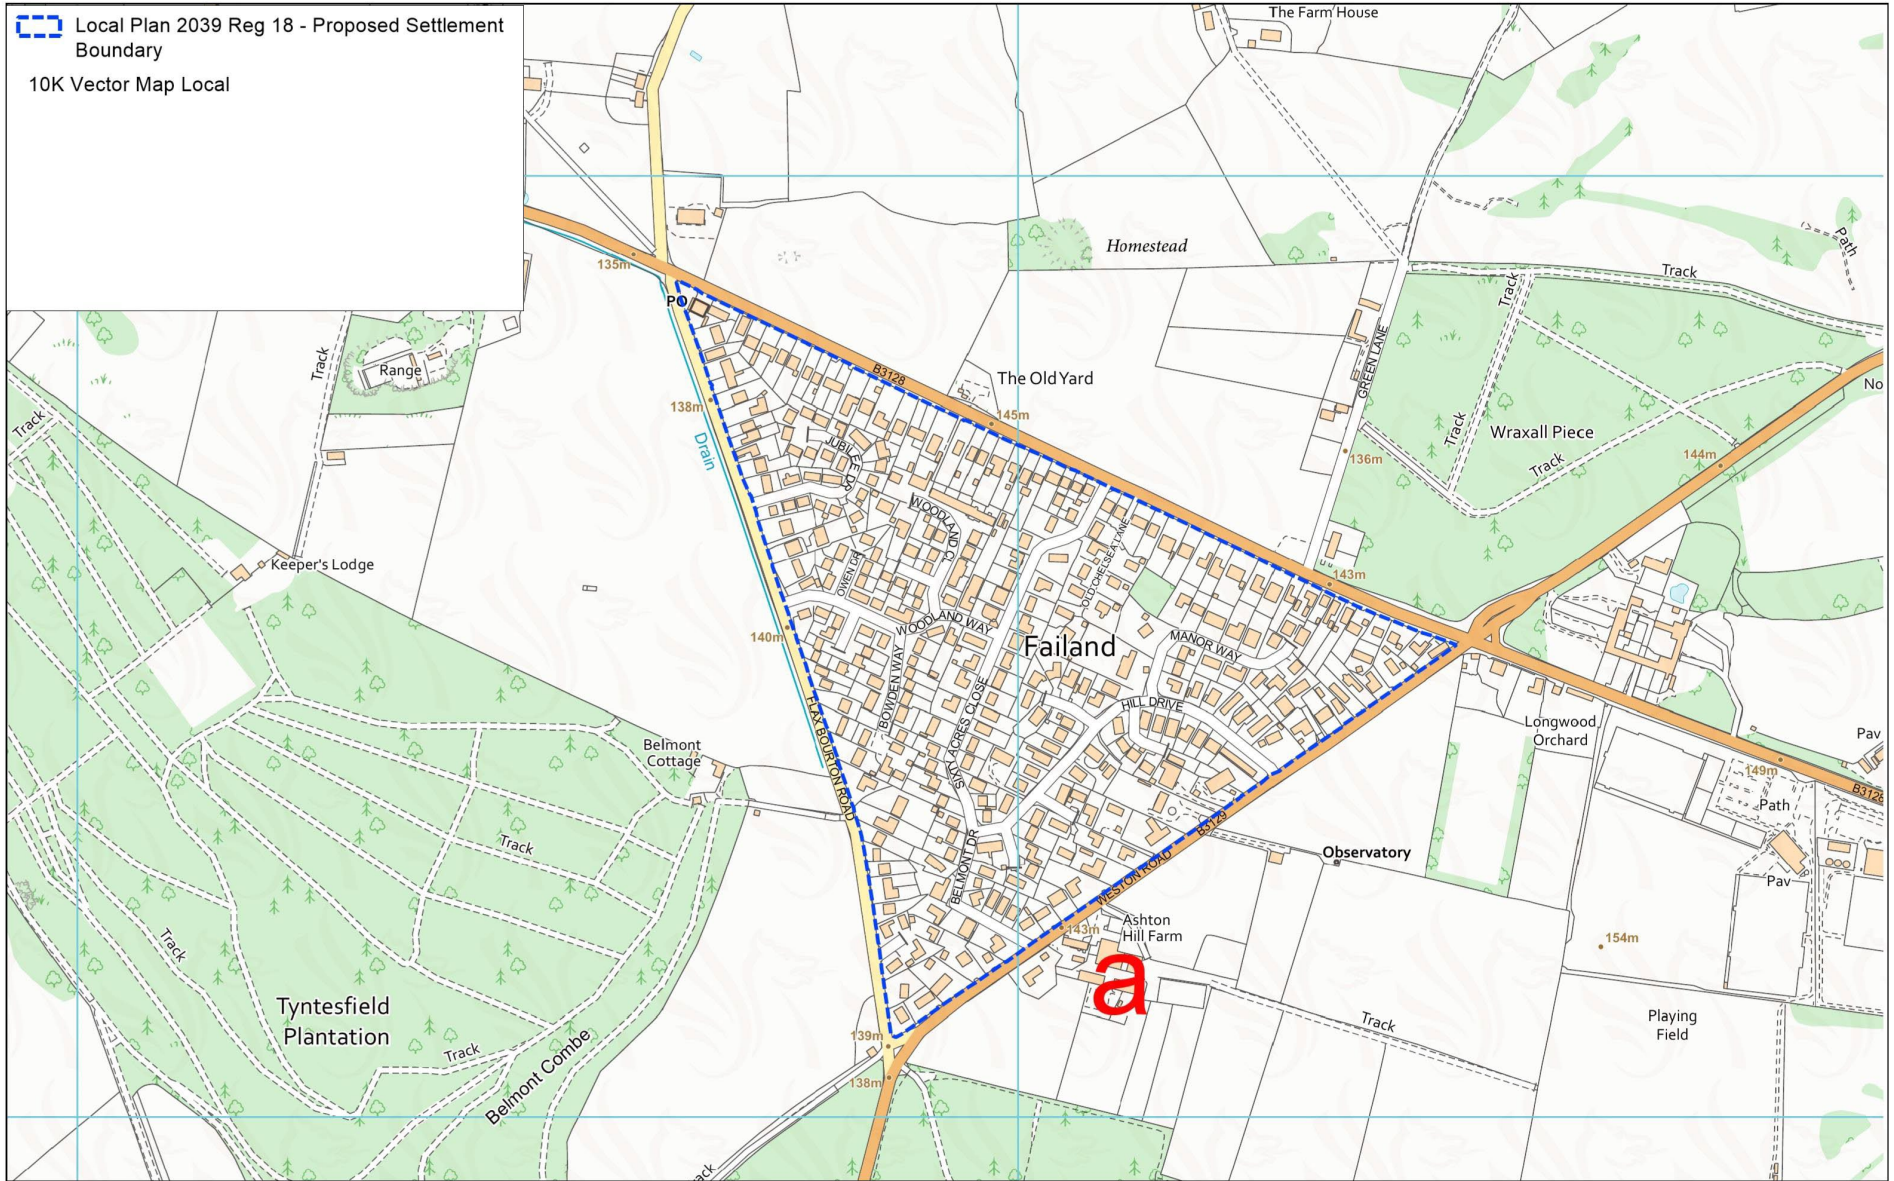 Local Plan 2039 Reg 18 - Proposed Settlement
Boundary
10K Vector Map Local
The Farm House
Homestead
Path
Track
Track
135m
PO
Range
Track
B3128
The Old Yard
GREEN LANE
No
138m
145m
Track
JUBILEE DR
Drain
Track
Wraxall Piece
136m
144m
Track
WOODLAND CL
OLD CHELSEA LANE
Keeper's Lodge
OWEN DR
143m
140m
WOODLAND WAY
Failand
MANOR WAY
BOWDEN WAY
SIXTY ACRES CLOSE
HILL DRIVE
FLAX BOURTON ROAD
Longwood
Orchard
Pav
Belmont
Cottage
149m
B3128
Path
B3129
Track
Observatory
BELMONT DR
WESTON ROAD
Pav
Ashton
Hill Farm
143m
154m
Track
a
Tyntesfield
Plantation
Track
Playing
Field
139m
Track
Belmont Combe
138m